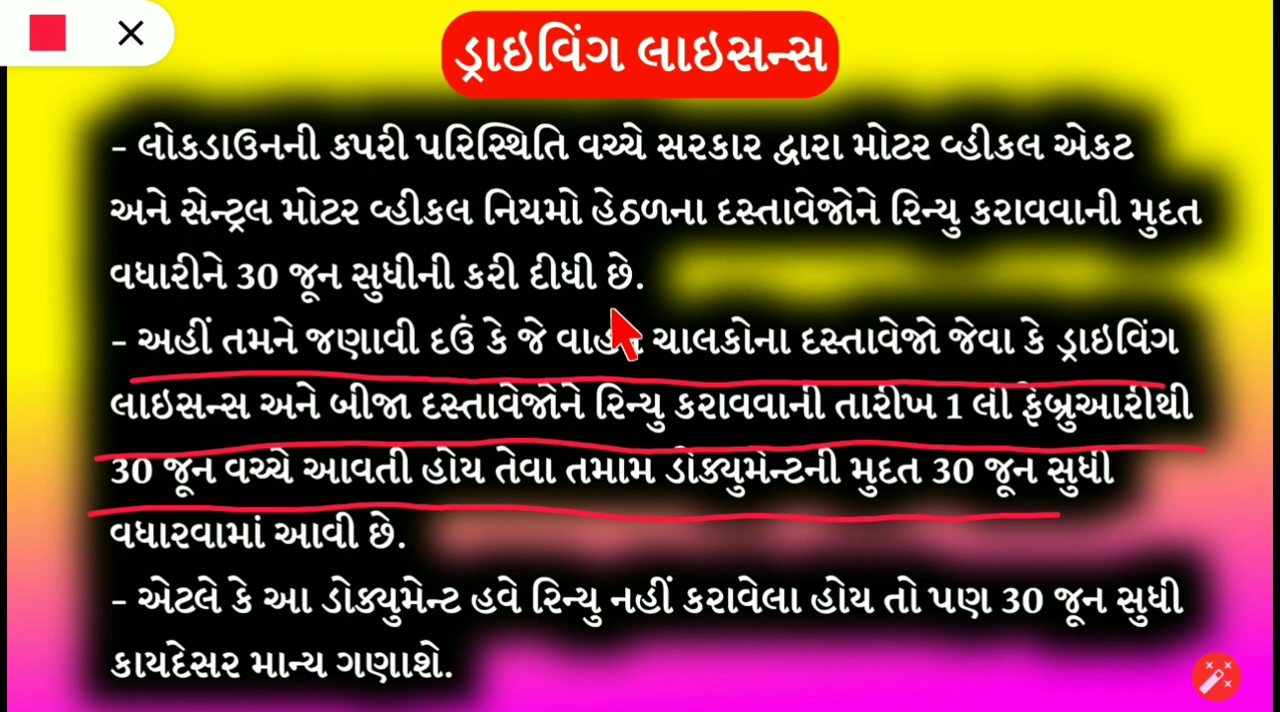 ડ્રાઇવિંગ લાઇસન્સ
- લોકડાઉનની કપરી પરિસ્થિતિ વચ્ચે સરકાર દ્વારા મોટર વ્હીકલ એકટ
અને સેન્ટ્રલ મોટર વ્હીકલ નિયમો હેઠળના દસ્તાવેજોને રિન્યુ કરાવવાની મુદત
વધારીને 30 જૂન સુધીની કરી દીધી છે.
- અહીં તમને જણાવી દઉં કે જે વાહન ચાલકોના દસ્તાવેજો જેવા કે ડ્રાઇવિંગ
લાઇસન્સ અને બીજા દસ્તાવેજોને રિન્યુ કરાવવાની તારીખ 1 લી ફેબ્રુઆરીથી
30 જૂન વચ્ચે આવતી હોય તેવા તમામ ડોક્યુમેન્ટની મુદત 30 જૂન સુધી
વધારવામાં આવી છે.
- એટલે કે આ ડોક્યુમેન્ટ હવે રિન્યુ નહીં કરાવેલા હોય તો પણ 30 જૂન સુધી
કાયદેસર માન્ય ગણાશે.